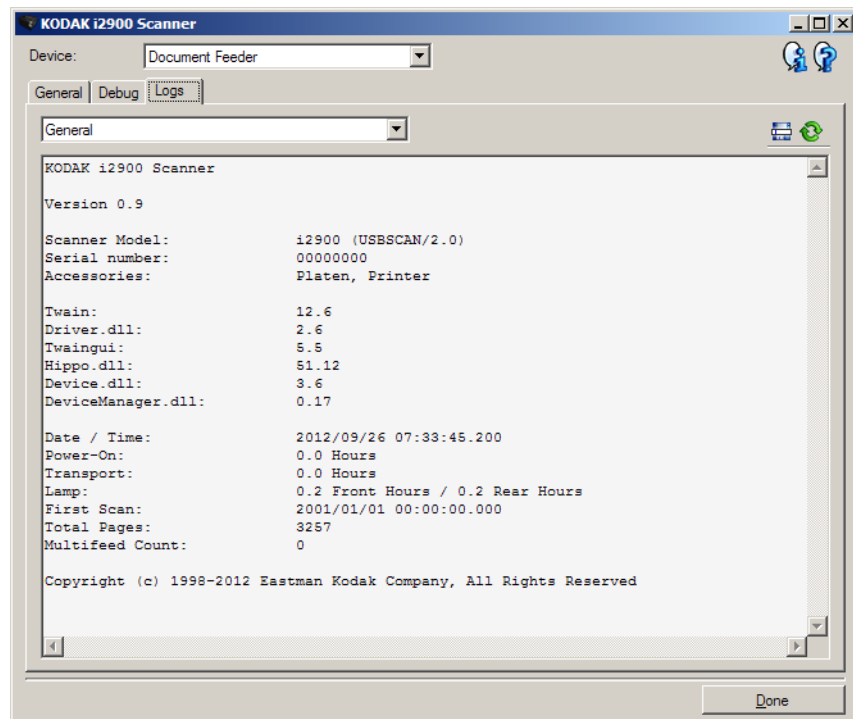 KODAK i2900 Scanner
Device: Document Feeder
General Debug Logs
General
KODAK i2900 Scanner
Version 0.9
Scanner Model: i2900 (USBSCAN/2.0)
Serial number: 00000000
Accessories: Platen, Printer
Twain: 12.6
Driver.dll: 2.6
Twaingui: 5.5
Hippo.dll: 51.12
Device.dll: 3.6
DeviceManager.dll: 0.17
Date / Time: 2012/09/26 07:33:45.200
Power-On: 0.0 Hours
Transport: 0.0 Hours
Lamp: 0.2 Front Hours / 0.2 Rear Hours
First Scan: 2001/01/01 00:00:00.000
Total Pages: 3257
Multifeed Count: 0
Copyright (c) 1998-2012 Eastman Kodak Company, All Rights Reserved
Done